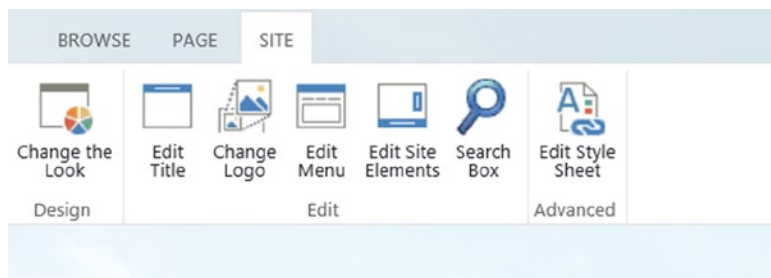 BROWSE PAGE SITE
Change the Look
Edit Title
Change Logo
Edit Menu
Edit Site Elements
Search Box
Edit Style Sheet
Design
Edit
Advanced